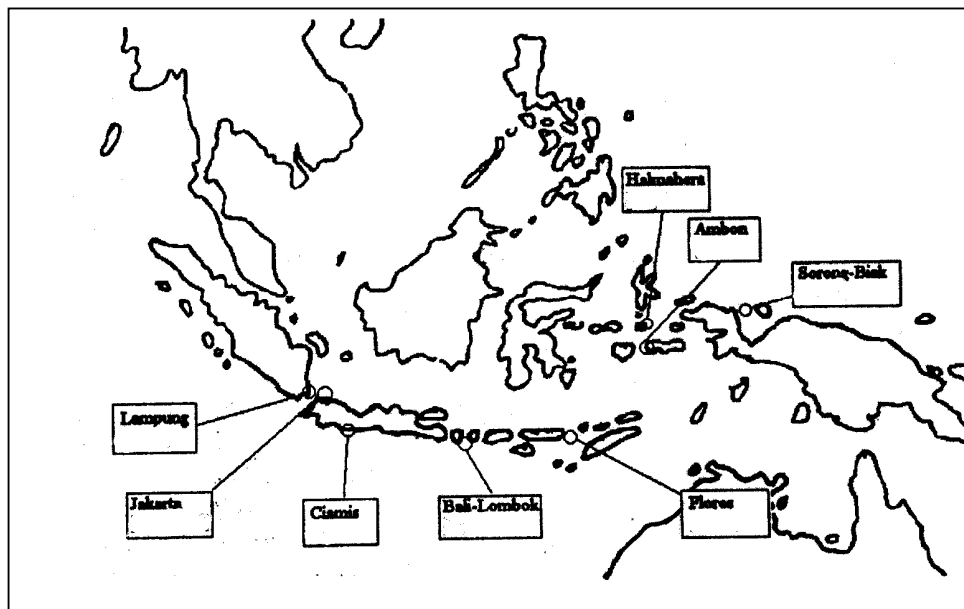 Halmahera
Ambon
Sorong-Biak
Lampung
Jakarta
Ciamis
Bali-Lombok
Flores